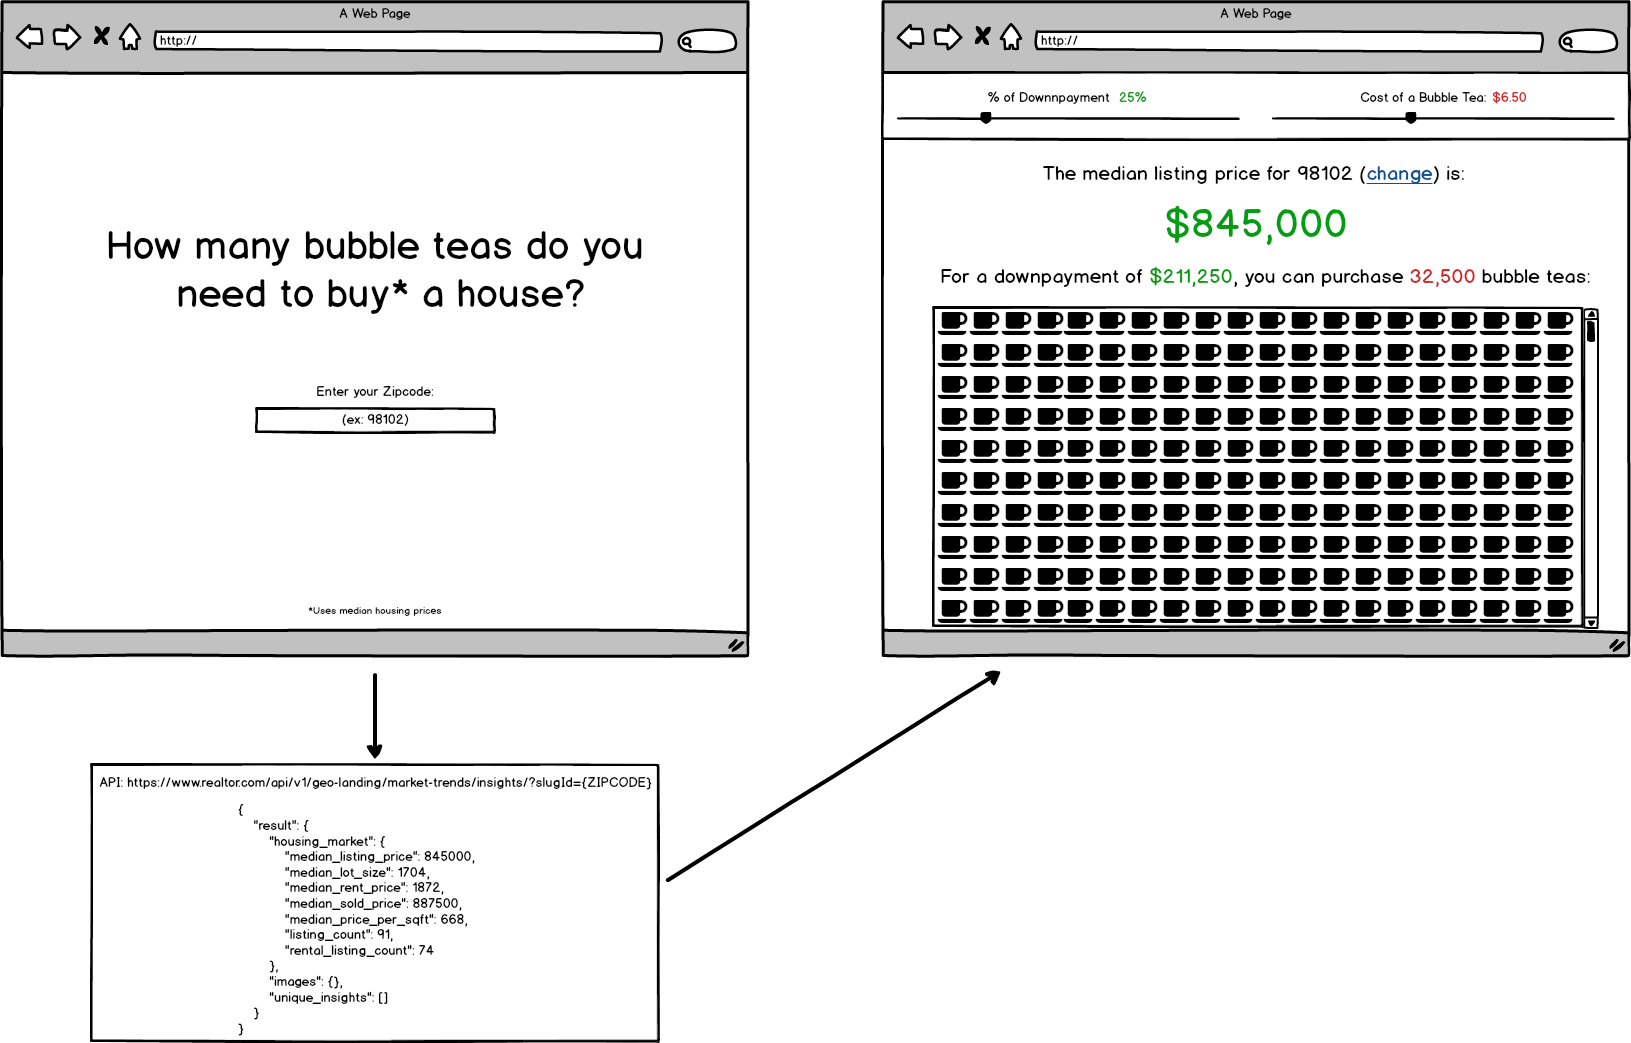 A Web Page
http://
How many bubble teas do you
need to buy* a house?
Enter your Zipcode:
(ex: 98102)
*Uses median housing prices
API: https://www.realtor.com/api/v1/geo-landing/market-trends/insights/?slugId={ZIPCODE}
{
"result": {
"housing_market": {
"median_listing_price": 845000,
"median_lot_size": 1704,
"median_rent_price": 1872,
"median_sold_price": 887500,
"median_price_per_sqft": 668,
"listing_count": 91,
"rental_listing_count": 74
},
"images": {},
"unique_insights": []
}
}
A Web Page
http://
% of Downnpayment 25%
Cost of a Bubble Tea: $6.50
The median listing price for 98102 (change) is:
$845,000
For a downpayment of $211,250, you can purchase 32,500 bubble teas: